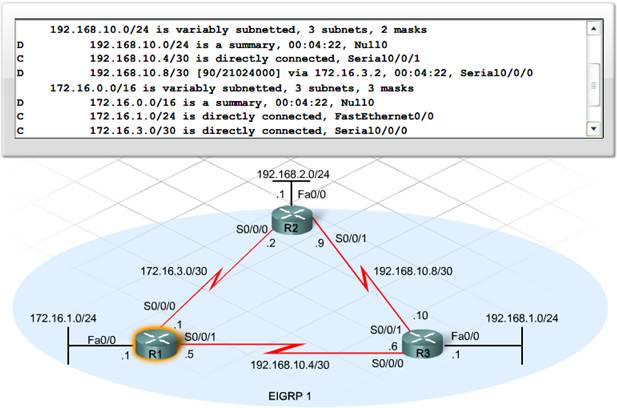 192.168.10.0/24 is variably subnetted, 3 subnets, 2 masks
D 192.168.10.0/24 is a summary, 00:04:22, Null0
C 192.168.10.4/30 is directly connected, Serial0/0/1
D 192.168.10.8/30 [90/21024000] via 172.16.3.2, 00:04:22, Serial0/0/0
172.16.0.0/16 is variably subnetted, 3 subnets, 3 masks
D 172.16.0.0/16 is a summary, 00:04:22, Null0
C 172.16.1.0/24 is directly connected, FastEthernet0/0
C 172.16.3.0/30 is directly connected, Serial0/0/0
192.168.2.0/24
.1 Fa0/0
R2
S0/0/0
.2 .9 S0/0/1
172.16.3.0/30
192.168.10.8/30
S0/0/0
.1
.10
172.16.1.0/24
192.168.1.0/24
Fa0/0
.1
R1
S0/0/1
.5
S0/0/1
.6
S0/0/0
R3
Fa0/0
.1
192.168.10.4/30
EIGRP 1